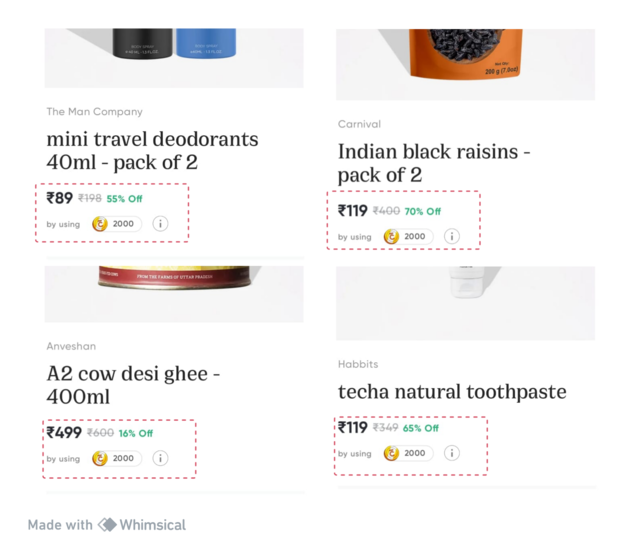 200 g (7.0oz)
The Man Company
mini travel deodorants
40ml - pack of 2
₹89 ₹198 55% Off
by using 2000 i
Carnival
Indian black raisins -
pack of 2
₹119 ₹400 70% Off
by using 2000 i
FROM THE FARMS OF UTTAR PRADESH
Anveshan
A2 cow desi ghee -
400ml
₹499 ₹600 16% Off
by using 2000 i
Habbits
techa natural toothpaste
₹119 ₹349 65% Off
by using 2000 i
Made with Whimsical